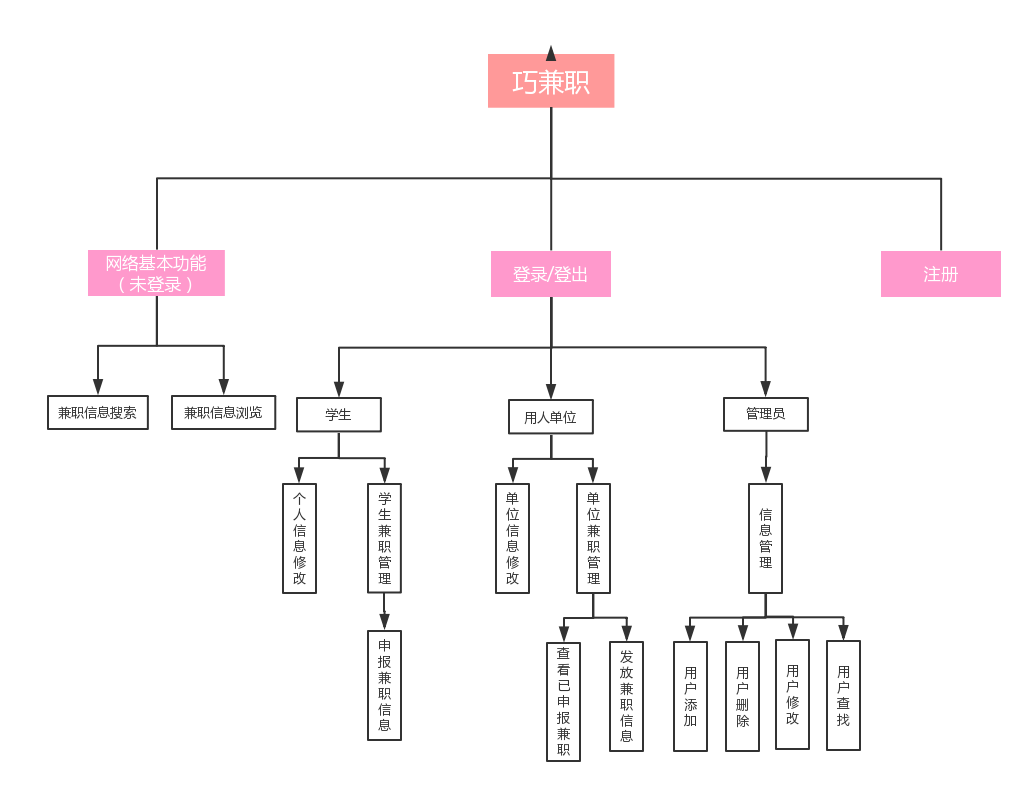 巧兼职
网络基本功能
（未登录）
登录/登出
注册
兼职信息搜索
兼职信息浏览
学生
用人单位
管理员
个人信息修改
学生兼职管理
单位信息修改
单位兼职管理
信息管理
申报兼职信息
查看已申报兼职
发放兼职信息
用户添加
用户删除
用户修改
用户查找